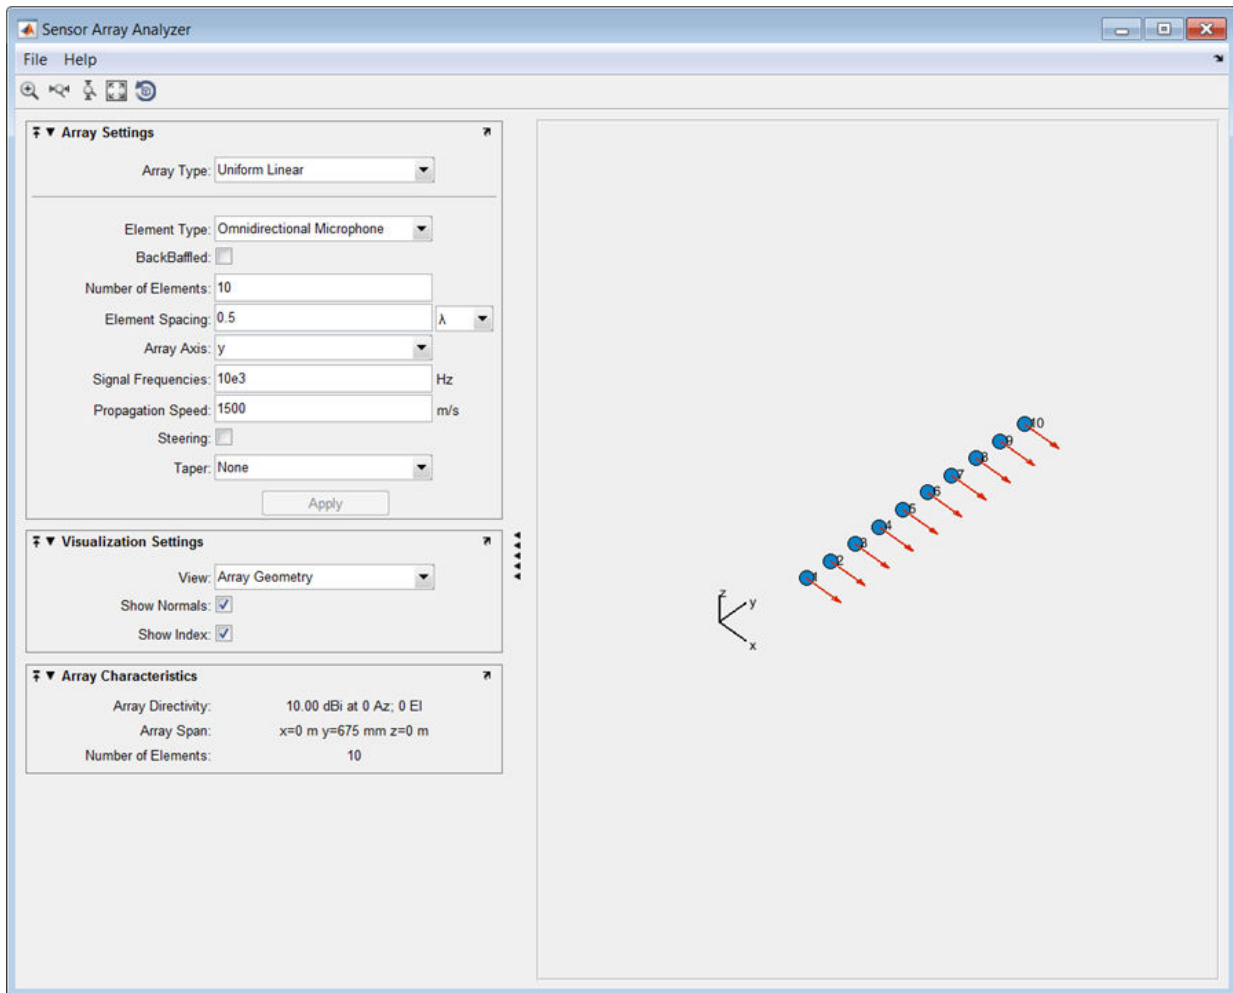 Sensor Array Analyzer
File Help
Array Settings
Array Type: Uniform Linear
Element Type: Omnidirectional Microphone
BackBaffled:
Number of Elements: 10
Element Spacing: 0.5 λ
Array Axis: y
Signal Frequencies: 10e3 Hz
Propagation Speed: 1500 m/s
Steering:
Taper: None
Apply
Visualization Settings
View: Array Geometry
Show Normals:
Show Index:
Array Characteristics
Array Directivity: 10.00 dBi at 0 Az; 0 El
Array Span: x=0 m y=675 mm z=0 m
Number of Elements: 10
10
9
8
7
6
5
4
3
2
1
z
y
x